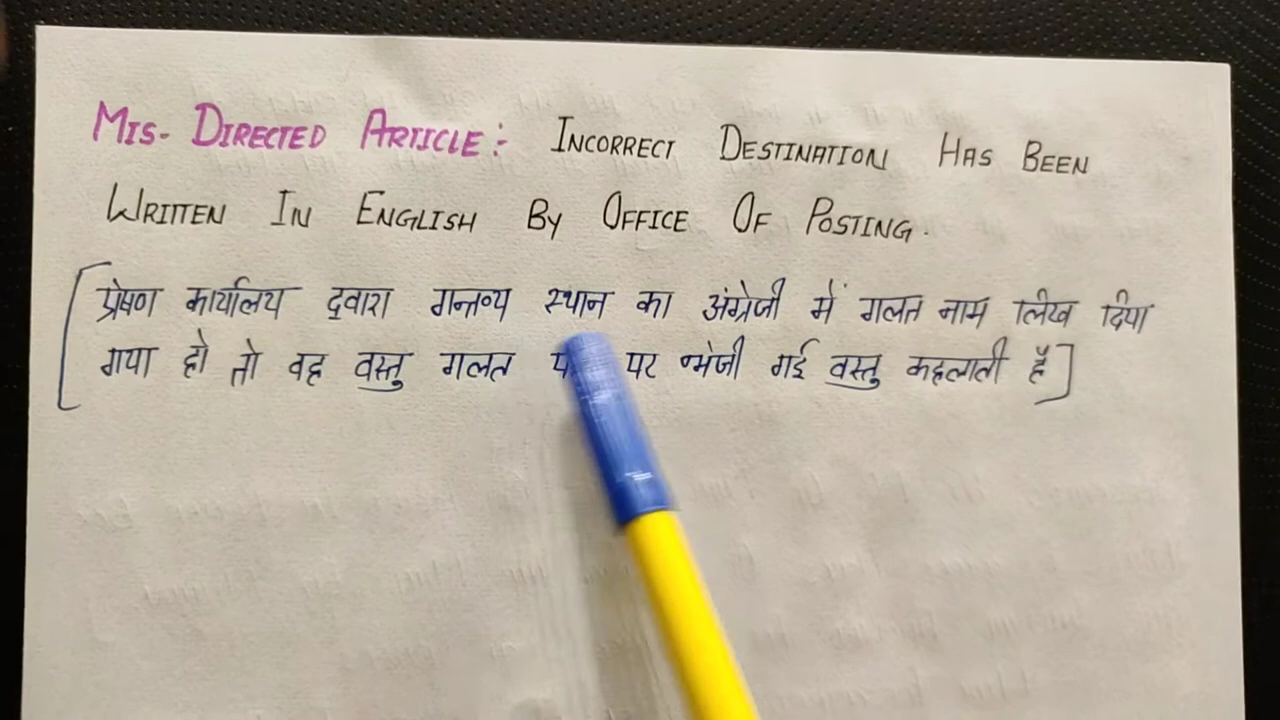 MIS- DIRECTED ARTICLE: INCORRECT DESTINATION HAS BEEN
WRITTEN IN ENGLISH BY OFFICE OF POSTING.
[प्रेषण कार्यालय द्वारा गन्तव्य स्थान का अंग्रेजी में गलत नाम लिख दिया
गया हो तो वह वस्तु गलत पर भेजी गई वस्तु कहलाती है]